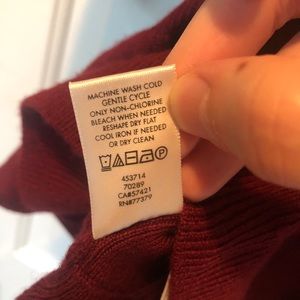 MACHINE WASH COLD
GENTLE CYCLE
ONLY NON-CHLORINE
BLEACH WHEN NEEDED
RESHAPE DRY FLAT
COOL IRON IF NEEDED
OR DRY CLEAN
453714
70289
CA#57421
RN#77379